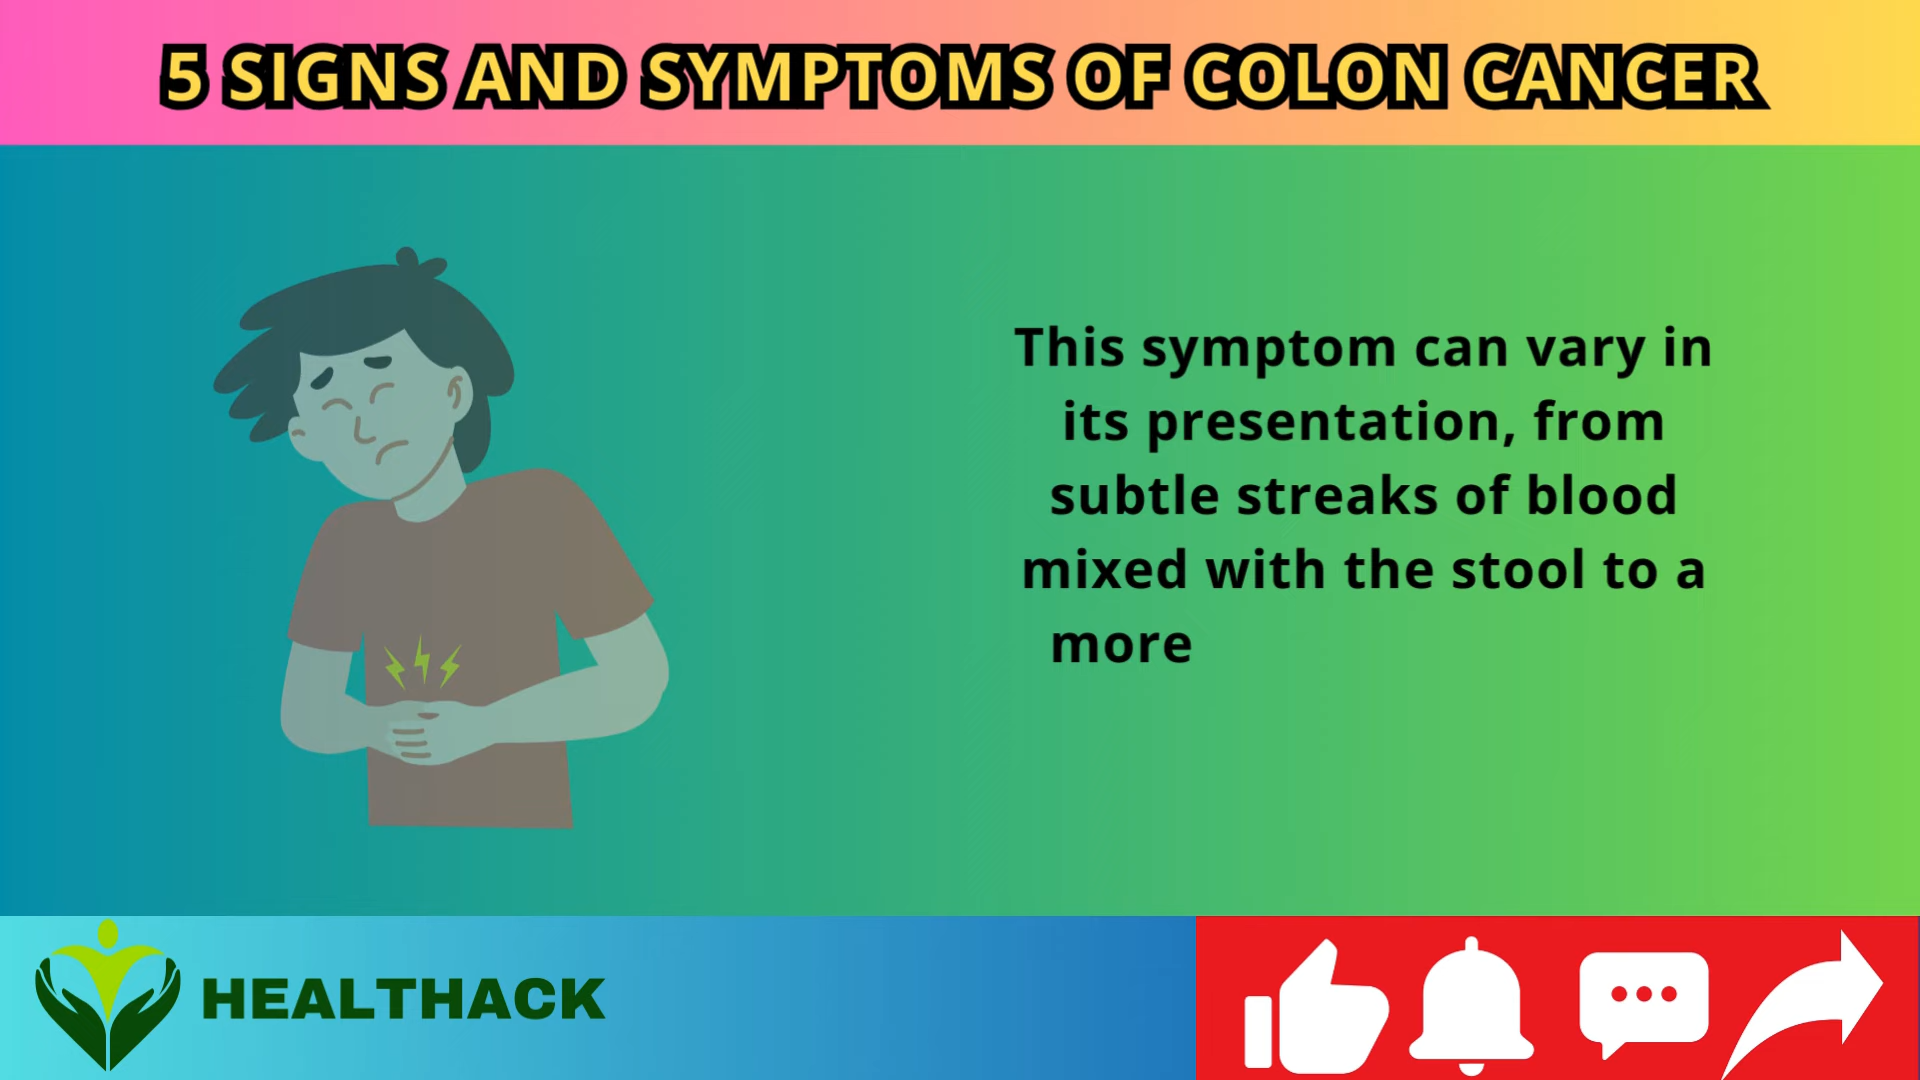 5 SIGNS AND SYMPTOMS OF COLON CANCER
This symptom can vary in
its presentation, from
subtle streaks of blood
mixed with the stool to a
more
HEALTHACK